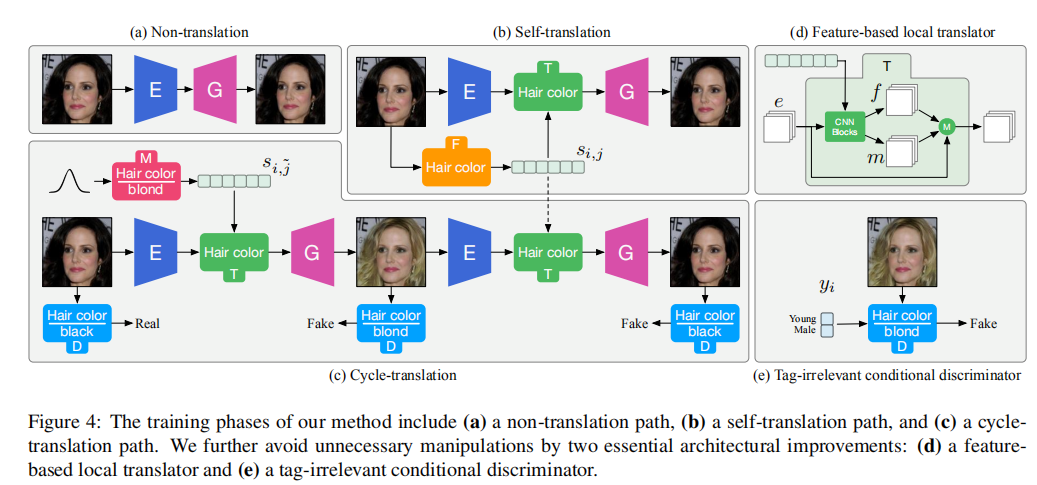 (a) Non-translation
(b) Self-translation
(d) Feature-based local translator
E
G
E
T
Hair color
G
F
Hair color
s_{i,j}
T
e
CNN
Blocks
f
m
M
M
Hair color
blond
s_{i,\tilde{j}}
E
Hair color
T
G
E
Hair color
T
G
Hair color
black
D
Real
Fake
Hair color
blond
D
Fake
Hair color
black
D
y_i
Young
Male
Hair color
blond
D
Fake
(c) Cycle-translation
(e) Tag-irrelevant conditional discriminator
Figure 4: The training phases of our method include (a) a non-translation path, (b) a self-translation path, and (c) a cycle-
translation path. We further avoid unnecessary manipulations by two essential architectural improvements: (d) a feature-
based local translator and (e) a tag-irrelevant conditional discriminator.